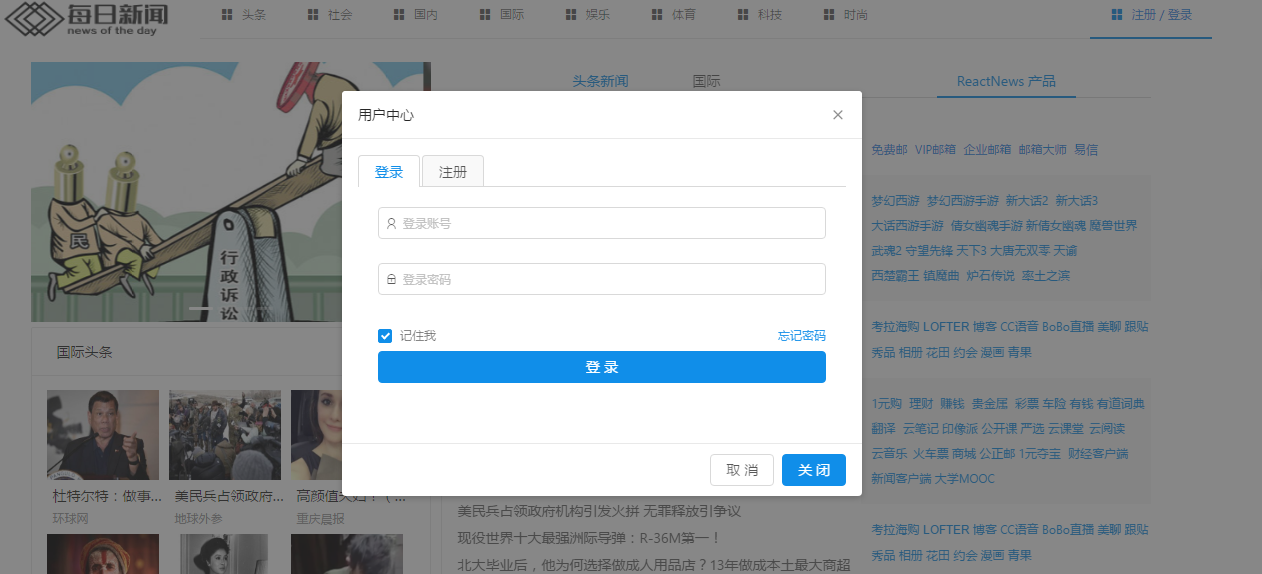 每日新闻
news of the day
头条 社会 国内 国际 娱乐 体育 科技 时尚 注册 / 登录
头条新闻 国际
ReactNews 产品
用户中心
登录 注册
登录账号
登录密码
记住我 忘记密码
登 录
取 消 关 闭
民
行政诉讼
国际头条
杜特尔特：做事...
环球网
美民兵占领政府...
地球外参
重庆晨报
美民兵占领政府机构引发火拼 无罪释放引争议
现役世界十大最强洲际导弹：R-36M第一！
北大毕业后，他为何选择做成人用品店？13年做成本土最大商超
免费邮 VIP邮箱 企业邮箱 邮箱大师 易信
梦幻西游 梦幻西游手游 新大话2 新大话3
大话西游手游 倩女幽魂手游 新倩女幽魂 魔兽世界
武魂2 守望先锋 天下3 大唐无双零 天谕
西楚霸王 镇魔曲 炉石传说 率土之滨
考拉海购 LOFTER 博客 CC语音 BoBo直播 美聊 跟贴
秀品 相册 花田 约会 漫画 青果
1元购 理财 赚钱 贵金属 彩票 车险 有钱 有道词典
翻译 云笔记 印像派 公开课 严选 云课堂 云阅读
云音乐 火车票 商城 公正邮 1元夺宝 财经客户端
新闻客户端 大学MOOC
考拉海购 LOFTER 博客 CC语音 BoBo直播 美聊 跟贴
秀品 相册 花田 约会 漫画 青果